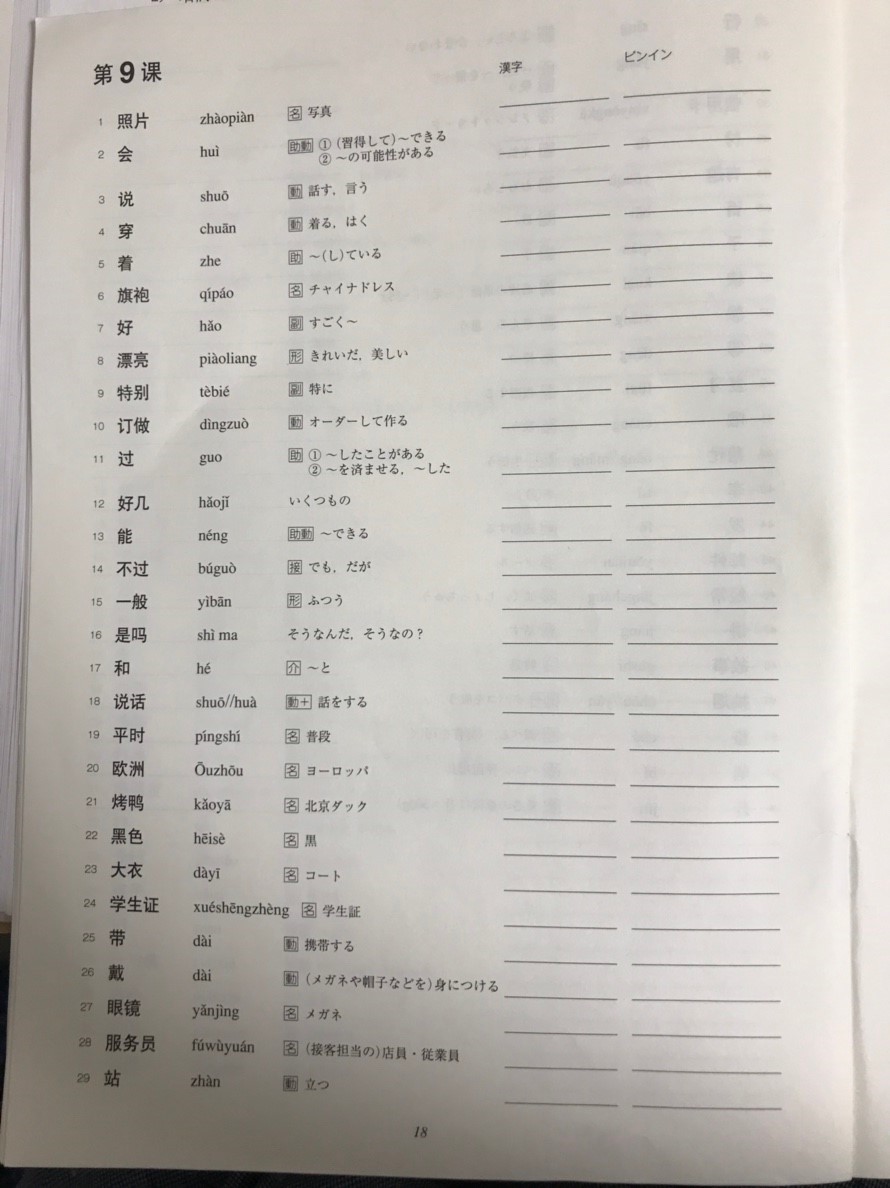 第9课
漢字 ピンイン
1 照片 zhàopiàn 名 写真
2 会 huì 助動 ①(習得して)〜できる
②〜の可能性がある
3 说 shuō 動 話す，言う
4 穿 chuān 動 着る，はく
5 着 zhe 助 〜(し)ている
6 旗袍 qípáo 名 チャイナドレス
7 好 hǎo 副 すごく〜
8 漂亮 piàoliang 形 きれいだ，美しい
9 特别 tèbié 副 特に
10 订做 dìngzuò 動 オーダーして作る
11 过 guo 助 ①〜したことがある
②〜を済ませる，〜した
12 好几 hǎojǐ いくつもの
13 能 néng 助動 〜できる
14 不过 búguò 接 でも，だが
15 一般 yìbān 形 ふつう
16 是吗 shì ma そうなんだ，そうなの？
17 和 hé 介 〜と
18 说话 shuō//huà 動＋ 話をする
19 平时 píngshí 名 普段
20 欧洲 Ōuzhōu 名 ヨーロッパ
21 烤鸭 kǎoyā 名 北京ダック
22 黑色 hēisè 名 黒
23 大衣 dàyī 名 コート
24 学生证 xuéshēngzhèng 名 学生証
25 带 dài 動 携帯する
26 戴 dài 動 (メガネや帽子などを)身につける
27 眼镜 yǎnjìng 名 メガネ
28 服务员 fúwùyuán 名 (接客担当の)店員・従業員
29 站 zhàn 動 立つ
18